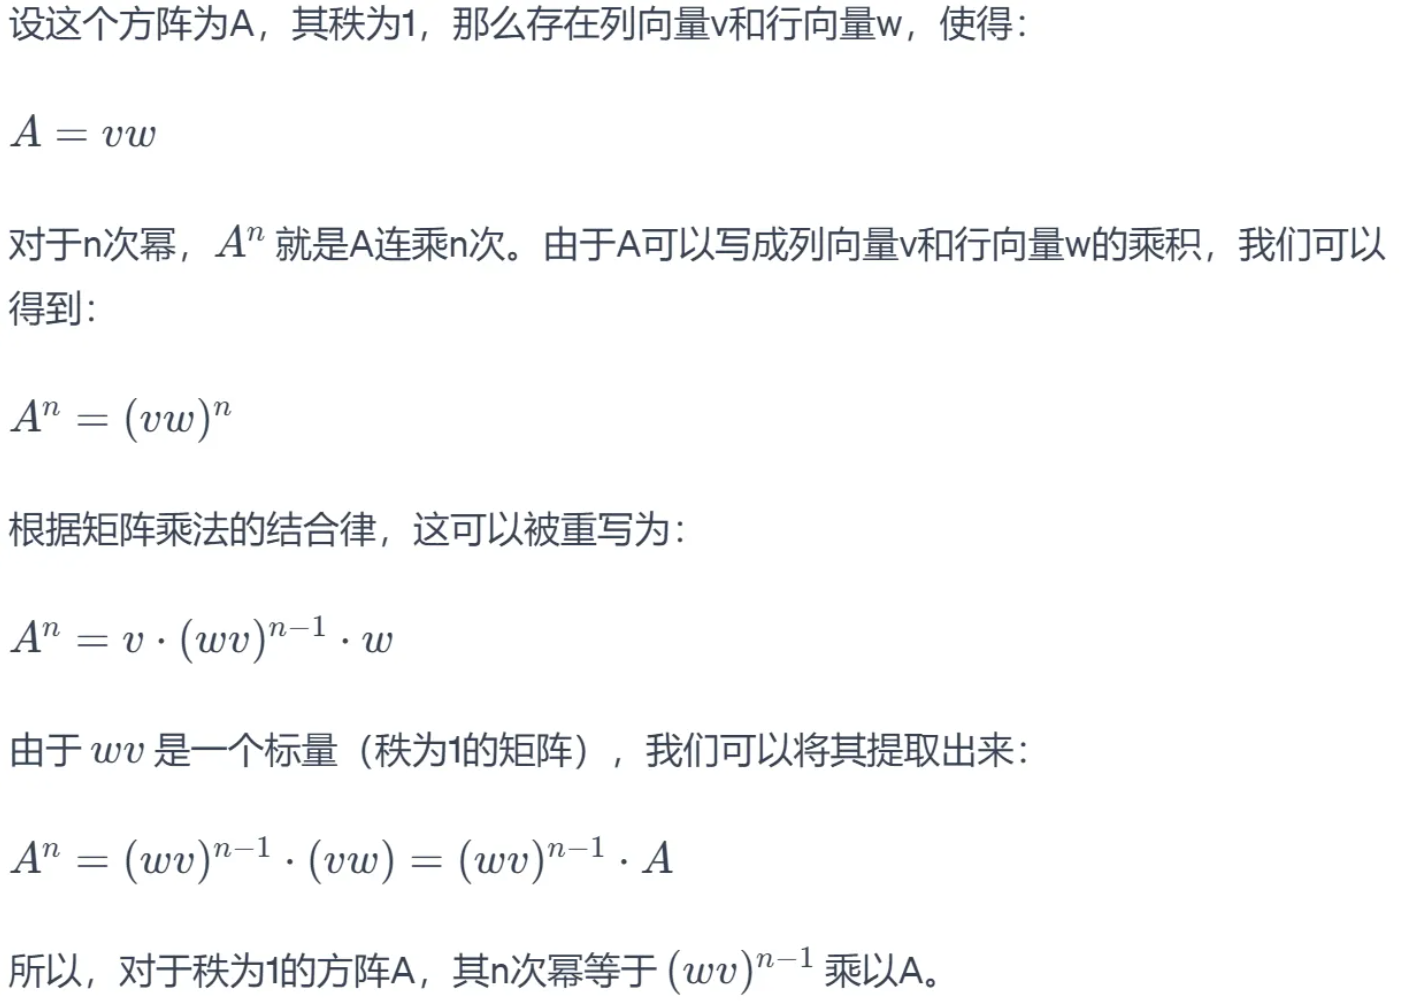 设这个方阵为A，其秩为1，那么存在列向量v和行向量w，使得：
$A = vw$
对于n次幂，$A^n$ 就是A连乘n次。由于A可以写成列向量v和行向量w的乘积，我们可以
得到：
$A^n = (vw)^n$
根据矩阵乘法的结合律，这可以被重写为：
$A^n = v \cdot (wv)^{n-1} \cdot w$
由于 $wv$ 是一个标量（秩为1的矩阵），我们可以将其提取出来：
$A^n = (wv)^{n-1} \cdot (vw) = (wv)^{n-1} \cdot A$
所以，对于秩为1的方阵A，其n次幂等于 $(wv)^{n-1}$ 乘以A。